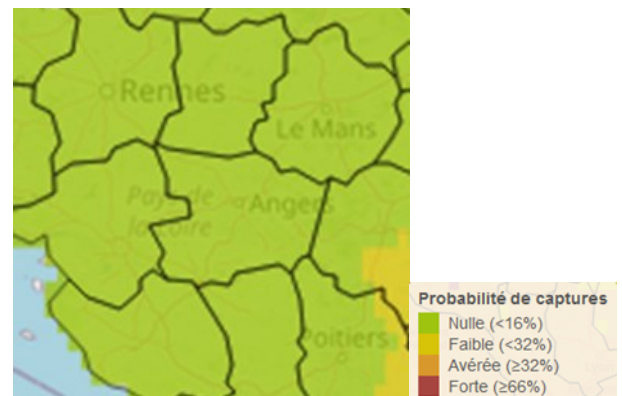 Rennes
Le Mans
Pays de
la Loire
Angers
Poitiers
Probabilité de captures
Nulle (<16%)
Faible (<32%)
Avérée (≥32%)
Forte (≥66%)